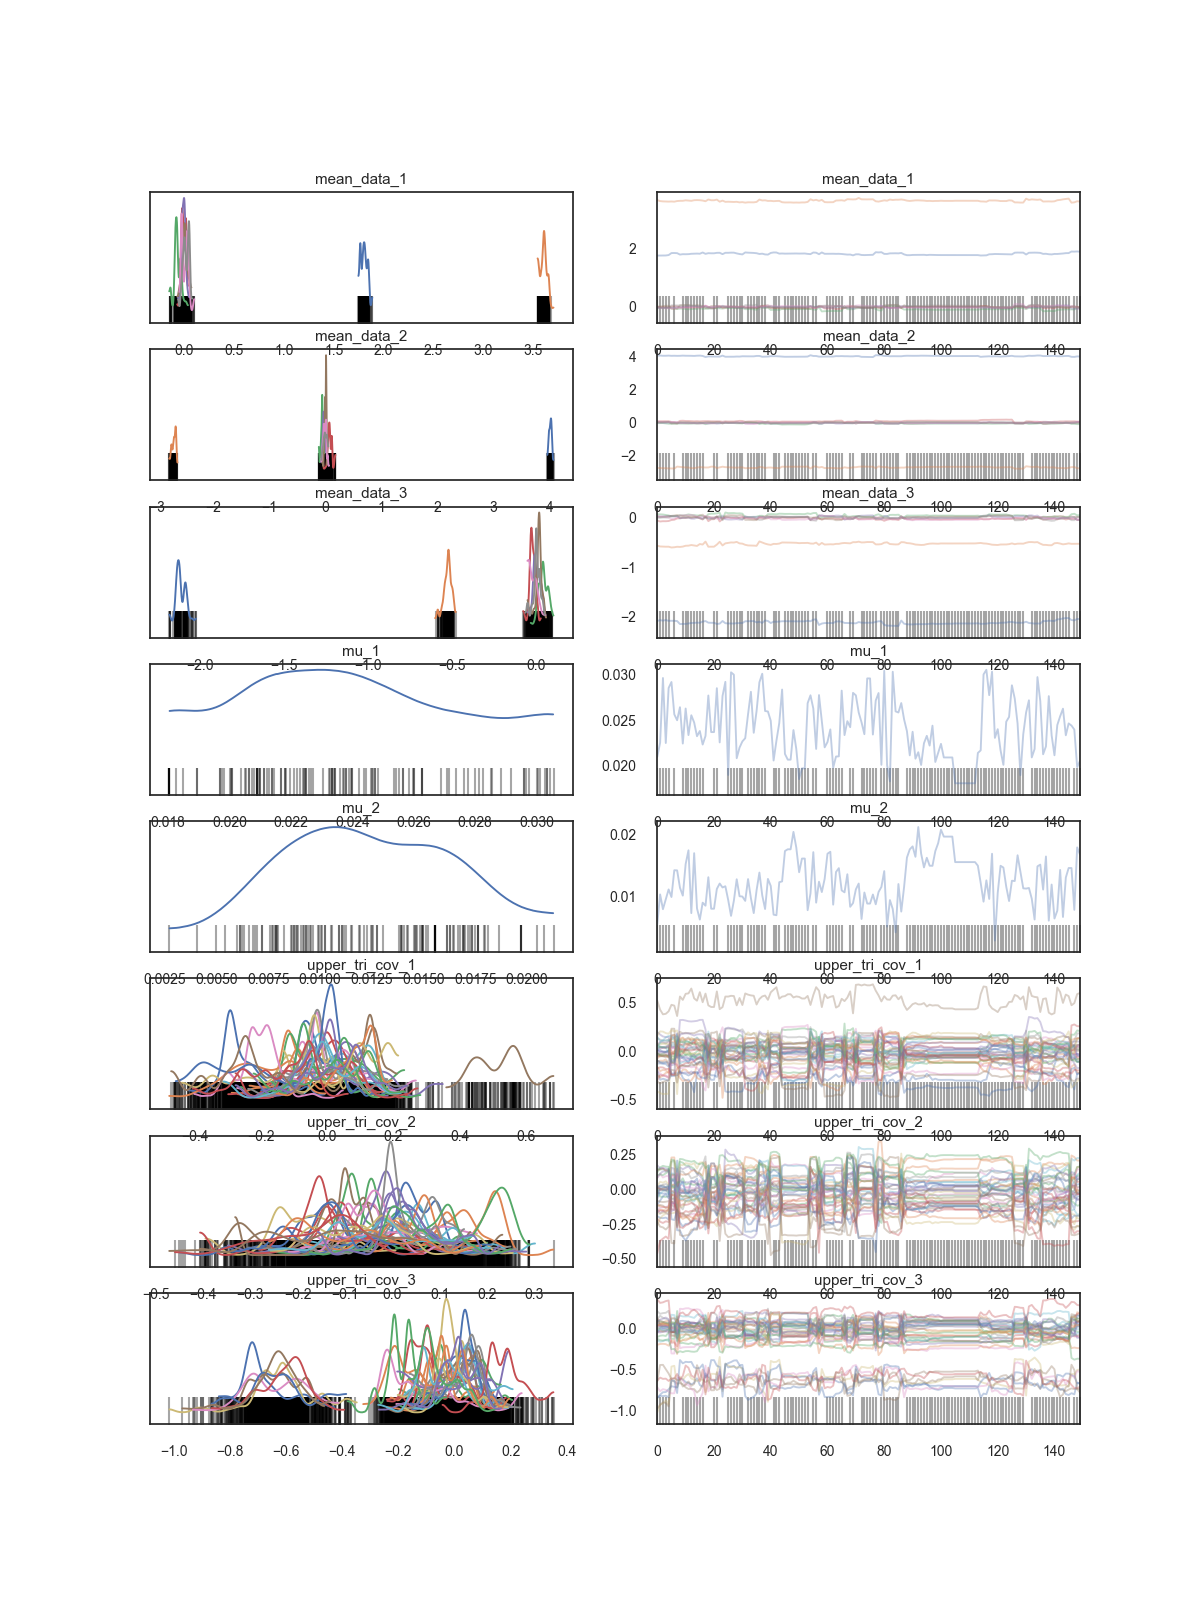 mean_data_1 mean_data_1
2
0
0.0 0.5 1.0 1.5 2.0 2.5 3.0 3.5 0 20 40 60 80 100 120 140
mean_data_2 mean_data_2
4
2
0
−2
−3 −2 −1 0 1 2 3 4 0 20 40 60 80 100 120 140
mean_data_3 mean_data_3
0
−1
−2
−2.0 −1.5 −1.0 −0.5 0.0 0 20 40 60 80 100 120 140
mu_1 mu_1
0.030
0.025
0.020
0.018 0.020 0.022 0.024 0.026 0.028 0.030 0 20 40 60 80 100 120 140
mu_2 mu_2
0.02
0.01
0.0025 0.0050 0.0075 0.0100 0.0125 0.0150 0.0175 0.0200 0 20 40 60 80 100 120 140
upper_tri_cov_1 upper_tri_cov_1
0.5
0.0
−0.5
−0.4 −0.2 0.0 0.2 0.4 0.6 0 20 40 60 80 100 120 140
upper_tri_cov_2 upper_tri_cov_2
0.25
0.00
−0.25
−0.50
−0.5 −0.4 −0.3 −0.2 −0.1 0.0 0.1 0.2 0.3 0 20 40 60 80 100 120 140
upper_tri_cov_3 upper_tri_cov_3
0.0
−0.5
−1.0
−1.0 −0.8 −0.6 −0.4 −0.2 0.0 0.2 0.4 0 20 40 60 80 100 120 140